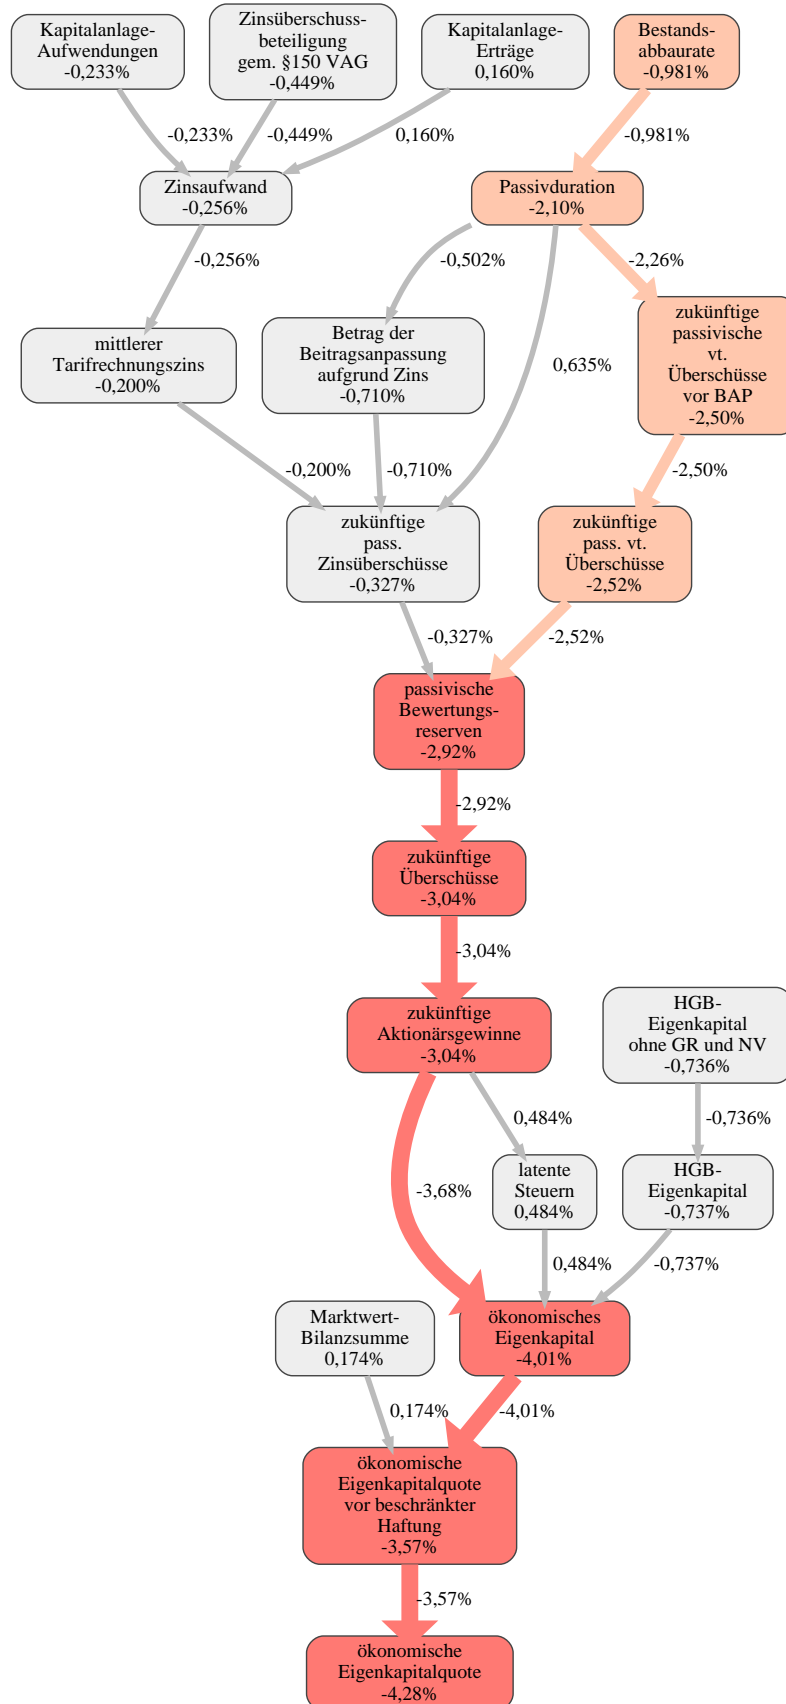 Kapitalanlage-
Aufwendungen
-0,233%
Zinsüberschuss-
beteiligung
gem. §150 VAG
-0,449%
Kapitalanlage-
Erträge
0,160%
Bestands-
abbaurate
-0,981%
-0,233%
-0,449%
0,160%
-0,981%
Zinsaufwand
-0,256%
Passivduration
-2,10%
-0,256%
-0,502%
-2,26%
mittlerer
Tarifrechnungszins
-0,200%
Betrag der
Beitragsanpassung
aufgrund Zins
-0,710%
0,635%
zukünftige
passivische
vt.
Überschüsse
vor BAP
-2,50%
-0,200%
-0,710%
-2,50%
zukünftige
pass.
Zinsüberschüsse
-0,327%
zukünftige
pass. vt.
Überschüsse
-2,52%
-0,327%
-2,52%
passivische
Bewertungs-
reserven
-2,92%
-2,92%
zukünftige
Überschüsse
-3,04%
-3,04%
zukünftige
Aktionärsgewinne
-3,04%
HGB-
Eigenkapital
ohne GR und NV
-0,736%
0,484%
-0,736%
-3,68%
latente
Steuern
0,484%
HGB-
Eigenkapital
-0,737%
0,484%
-0,737%
Marktwert-
Bilanzsumme
0,174%
ökonomisches
Eigenkapital
-4,01%
0,174%
-4,01%
ökonomische
Eigenkapitalquote
vor beschränkter
Haftung
-3,57%
-3,57%
ökonomische
Eigenkapitalquote
-4,28%